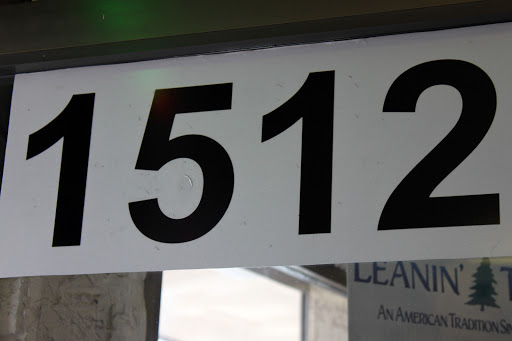 1512
LEANIN'
AN AMERICAN TRADITION